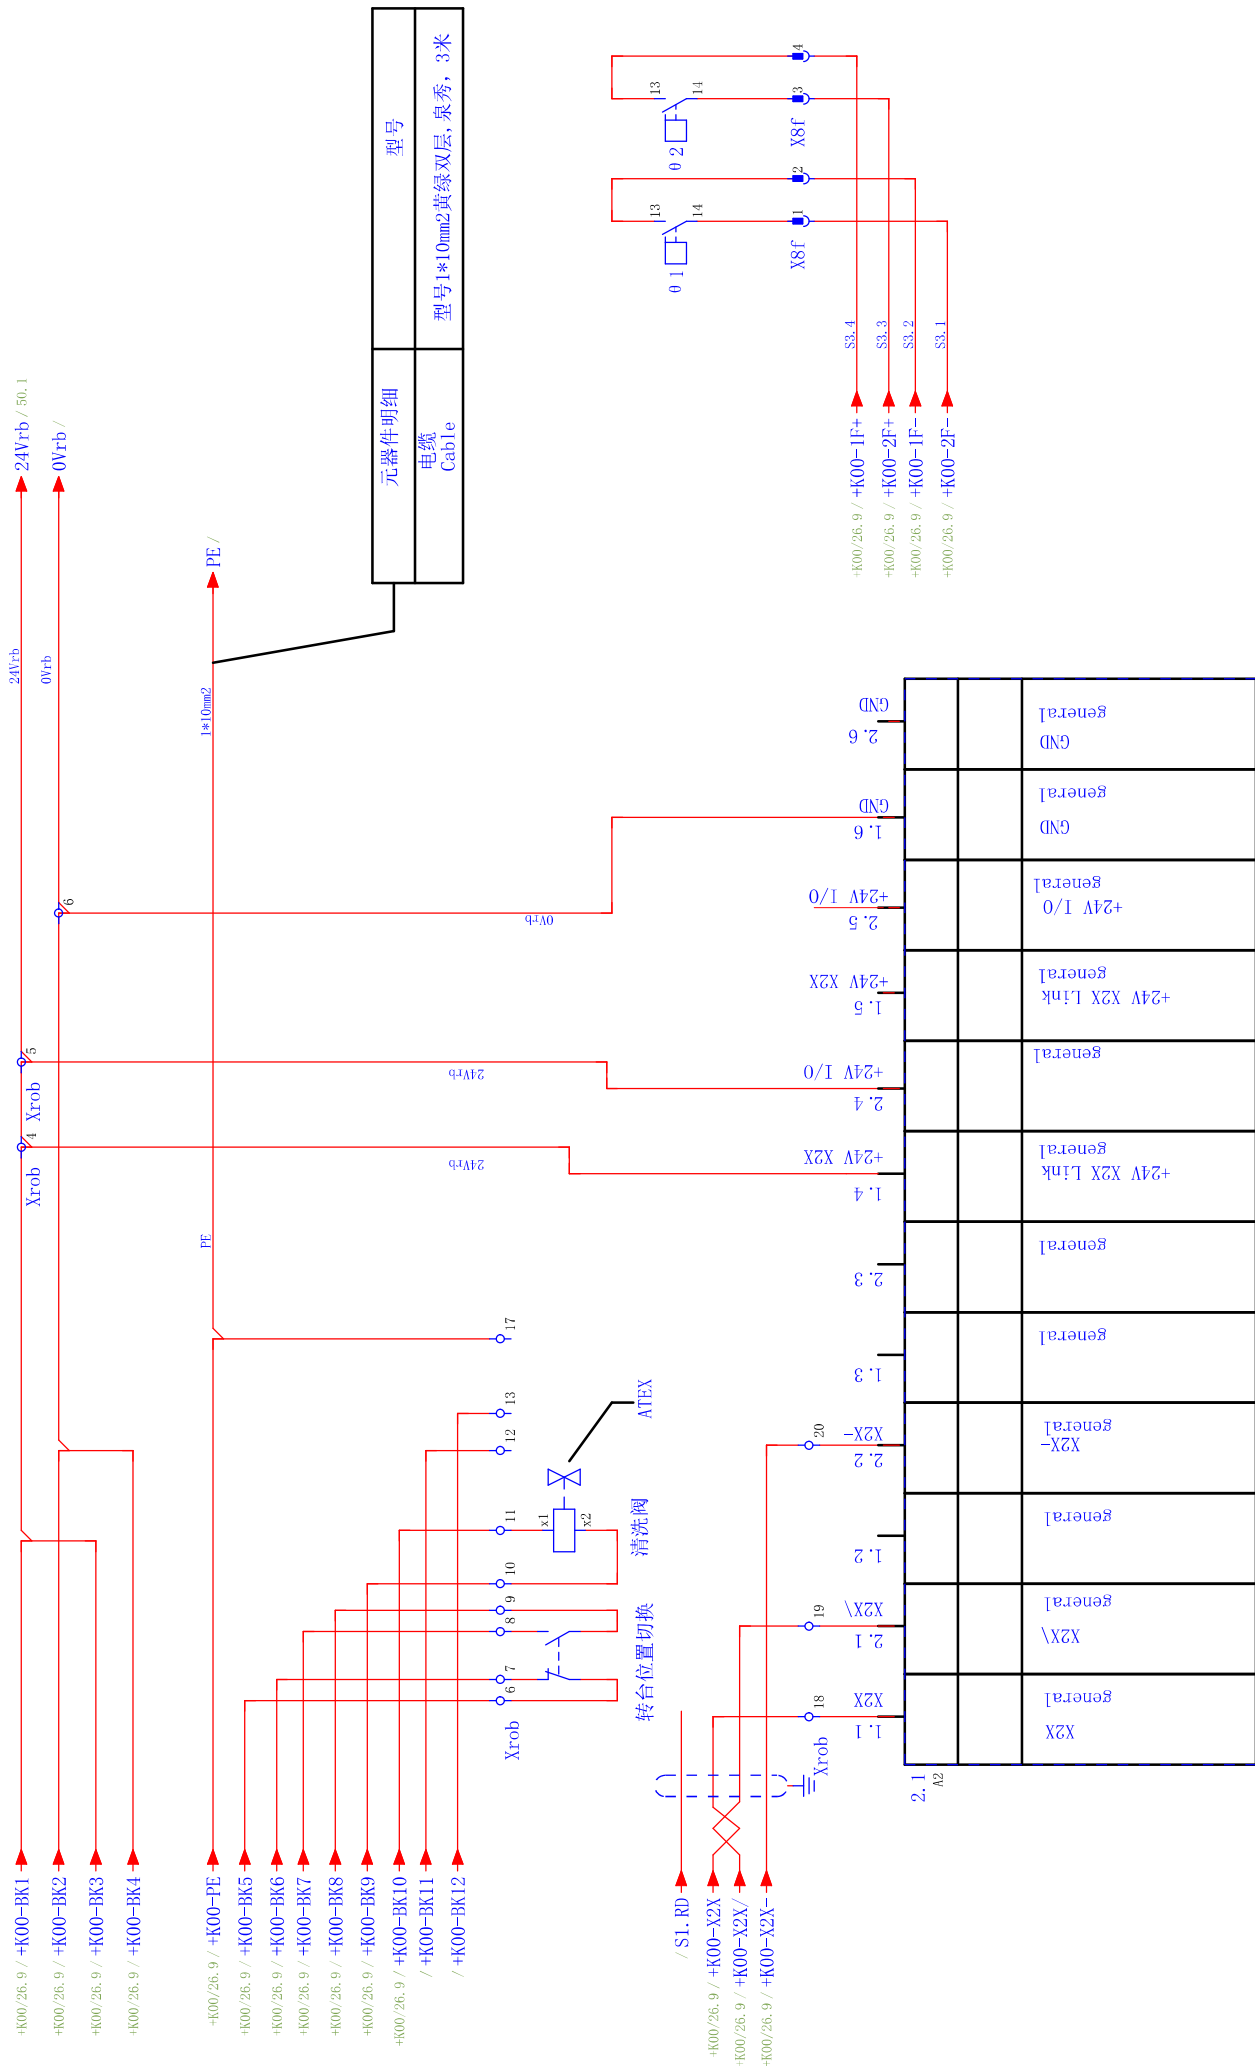 24Vrb / 50.1
0Vrb /
24Vrb
0Vrb
PE /
1*10mm2
PE
元器件明细
型号
电缆
Cable
型号1*10mm2黄绿双层,泉秀, 3米
4
13
14
3
X8f
θ 2
2
13
14
1
X8f
θ 1
S3.4
S3.3
S3.2
S3.1
+K00/26.9 / +K00-1F+
+K00/26.9 / +K00-2F+
+K00/26.9 / +K00-1F-
+K00/26.9 / +K00-2F-
6
0Vrb
5
Xrob
24Vrb
4
Xrob
24Vrb
GND
2.6
general
GND
GND
1.6
general
GND
+24V I/O
2.5
general
+24V I/O
+24V X2X
1.5
general
+24V X2X Link
+24V I/O
2.4
general
+24V X2X
1.4
general
+24V X2X Link
2.3
general
1.3
general
X2X-
2.2
general
X2X-
1.2
general
X2X\
2.1
general
X2X\
X2X
1.1
general
X2X
2.1
A2
17
13
12
ATEX
11
x1
x2
清洗阀
10
9
8
7
6
转台位置切换
Xrob
20
19
18
Xrob
+K00/26.9 / +K00-BK1
+K00/26.9 / +K00-BK2
+K00/26.9 / +K00-BK3
+K00/26.9 / +K00-BK4
+K00/26.9 / +K00-PE
+K00/26.9 / +K00-BK5
+K00/26.9 / +K00-BK6
+K00/26.9 / +K00-BK7
+K00/26.9 / +K00-BK8
+K00/26.9 / +K00-BK9
+K00/26.9 / +K00-BK10
/ +K00-BK11
/ +K00-BK12
/ S1.RD
+K00/26.9 / +K00-X2X
+K00/26.9 / +K00-X2X/
+K00/26.9 / +K00-X2X-